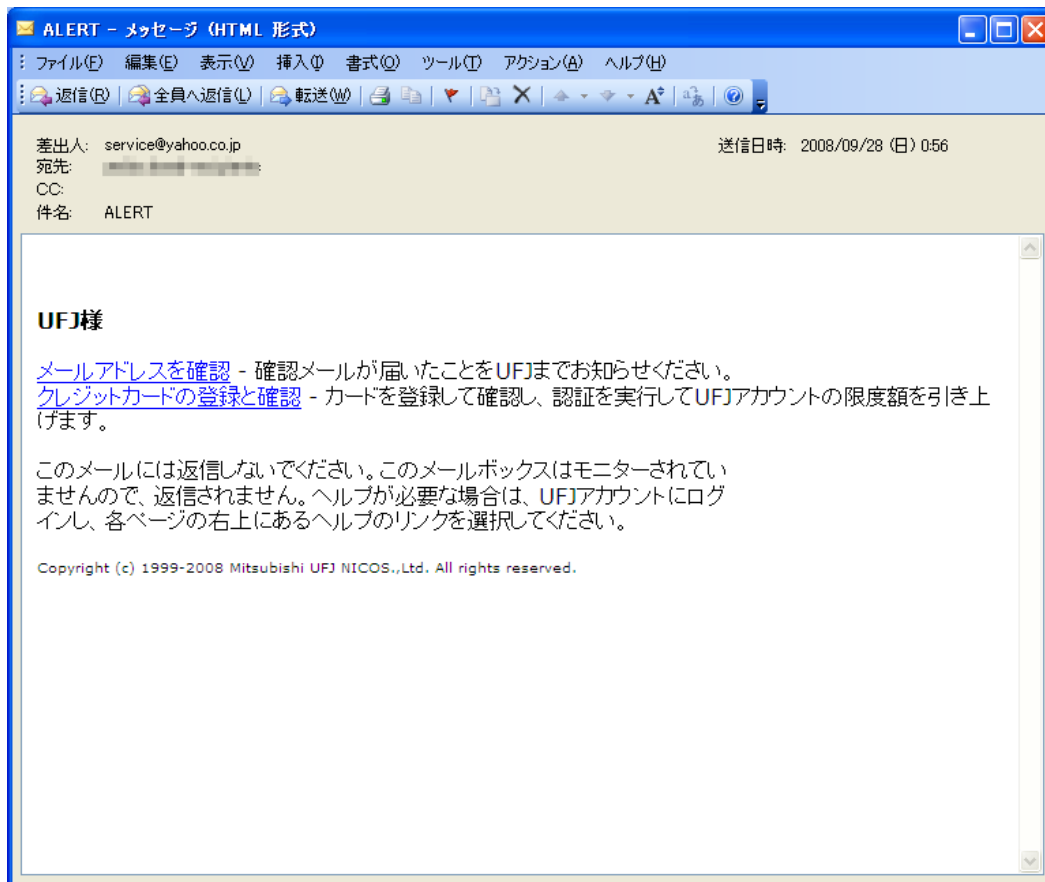 ALERT - メッセージ (HTML 形式)
ファイル(F) 編集(E) 表示(V) 挿入(I) 書式(O) ツール(T) アクション(A) ヘルプ(H)
返信(R) 全員へ返信(L) 転送(W)
差出人: service@yahoo.co.jp 送信日時: 2008/09/28 (日) 0:56
宛先:
CC:
件名: ALERT
UFJ様
メールアドレスを確認 - 確認メールが届いたことをUFJまでお知らせください。
クレジットカードの登録と確認 - カードを登録して確認し、認証を実行してUFJアカウントの限度額を引き上
げます。
このメールには返信しないでください。このメールボックスはモニターされてい
ませんので、返信されません。ヘルプが必要な場合は、UFJアカウントにログ
インし、各ページの右上にあるヘルプのリンクを選択してください。
Copyright (c) 1999-2008 Mitsubishi UFJ NICOS.,Ltd. All rights reserved.